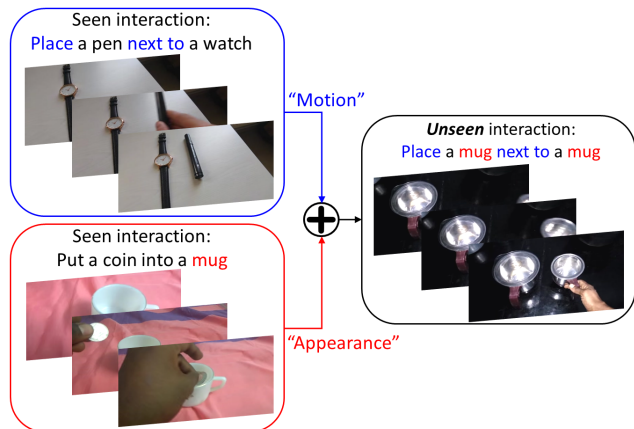 Seen interaction:
Place a pen next to a watch
"Motion"
Unseen interaction:
Place a mug next to a mug
Seen interaction:
Put a coin into a mug
"Appearance"